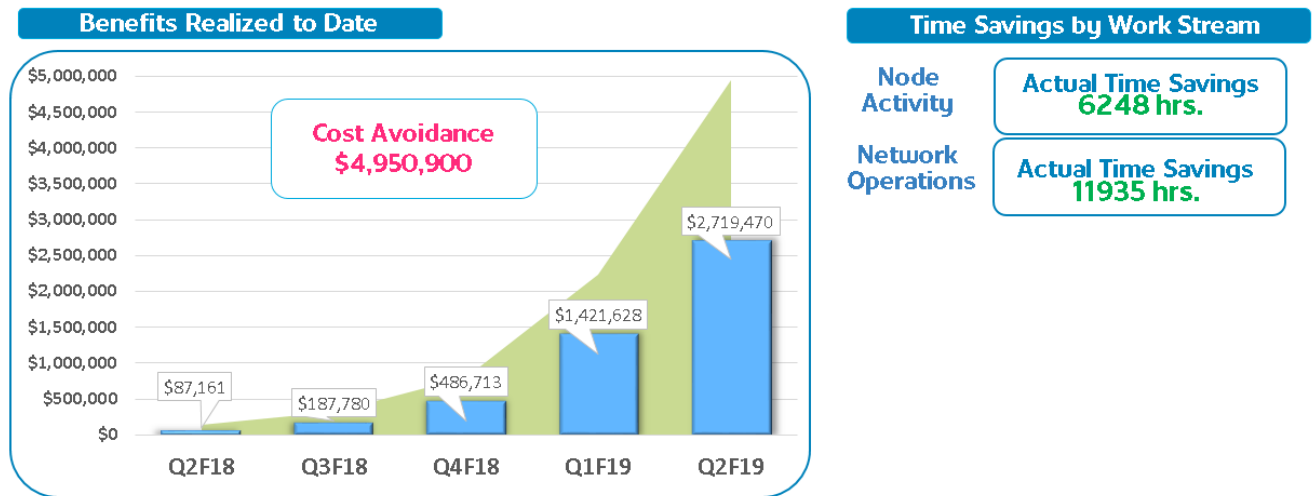 Benefits Realized to Date
$5,000,000
$4,500,000
$4,000,000
$3,500,000
$3,000,000
$2,500,000
$2,000,000
$1,500,000
$1,000,000
$500,000
$0
Cost Avoidance
$4,950,900
$87,161
$187,780
$486,713
$1,421,628
$2,719,470
Q2F18 Q3F18 Q4F18 Q1F19 Q2F19
Time Savings by Work Stream
Node
Activity
Actual Time Savings
6248 hrs.
Network
Operations
Actual Time Savings
11935 hrs.